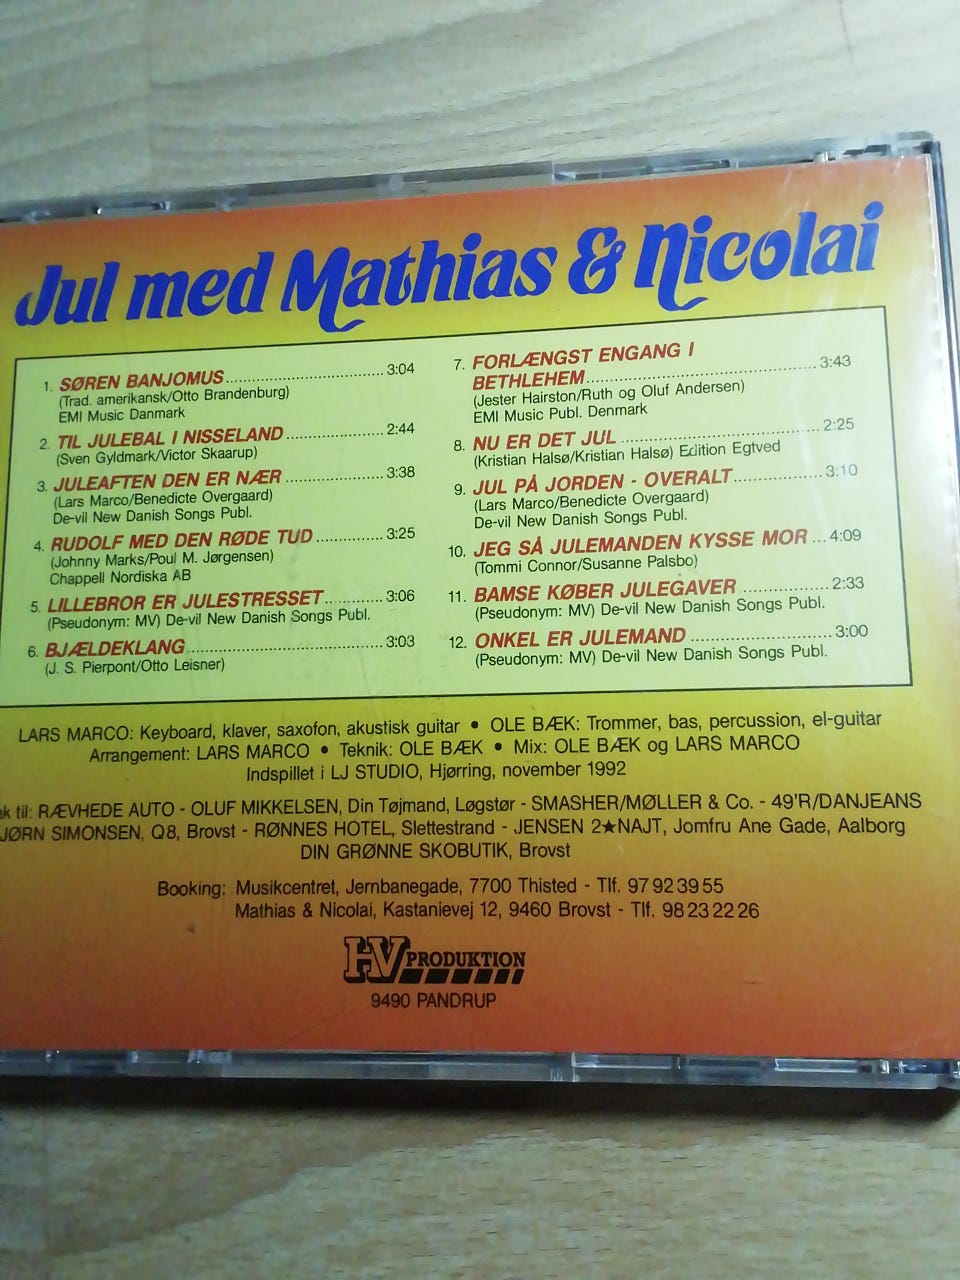 Jul med Mathias & Nicolai
1. SØREN BANJOMUS 3:04
(Trad. amerikansk/Otto Brandenburg)
EMI Music Danmark
2. TIL JULEBAL I NISSELAND 2:44
(Sven Gyldmark/Victor Skaarup)
3. JULEAFTEN DEN ER NÆR 3:38
(Lars Marco/Benedicte Overgaard)
De-vil New Danish Songs Publ.
4. RUDOLF MED DEN RØDE TUD 3:25
(Johnny Marks/Poul M. Jørgensen)
Chappell Nordiska AB
5. LILLEBROR ER JULESTRESSET 3:06
(Pseudonym: MV) De-vil New Danish Songs Publ.
6. BJÆLDEKLANG 3:03
(J. S. Pierpont/Otto Leisner)
7. FORLÆNGST ENGANG I
BETHLEHEM 3:43
(Jester Hairston/Ruth og Oluf Andersen)
EMI Music Publ. Denmark
8. NU ER DET JUL 2:25
(Kristian Halsø/Kristian Halsø) Edition Egtved
9. JUL PÅ JORDEN - OVERALT 3:10
(Lars Marco/Benedicte Overgaard)
De-vil New Danish Songs Publ.
10. JEG SÅ JULEMANDEN KYSSE MOR 4:09
(Tommi Connor/Susanne Palsbo)
11. BAMSE KØBER JULEGAVER 2:33
(Pseudonym: MV) De-vil New Danish Songs Publ.
12. ONKEL ER JULEMAND 3:00
(Pseudonym: MV) De-vil New Danish Songs Publ.
LARS MARCO: Keyboard, klaver, saxofon, akustisk guitar • OLE BÆK: Trommer, bas, percussion, el-guitar
Arrangement: LARS MARCO • Teknik: OLE BÆK • Mix: OLE BÆK og LARS MARCO
Indspillet i LJ STUDIO, Hjørring, november 1992
til: RÆVHEDE AUTO - OLUF MIKKELSEN, Din Tøjmand, Løgstør - SMASHER/MØLLER & Co. - 49'R/DANJEANS
JØRN SIMONSEN, Q8, Brovst - RØNNES HOTEL, Slettestrand - JENSEN 2★NAJT, Jomfru Ane Gade, Aalborg
DIN GRØNNE SKOBUTIK, Brovst
Booking: Musikcentret, Jernbanegade, 7700 Thisted - Tlf. 97 92 39 55
Mathias & Nicolai, Kastanievej 12, 9460 Brovst - Tlf. 98 23 22 26
HV PRODUKTION
9490 PANDRUP